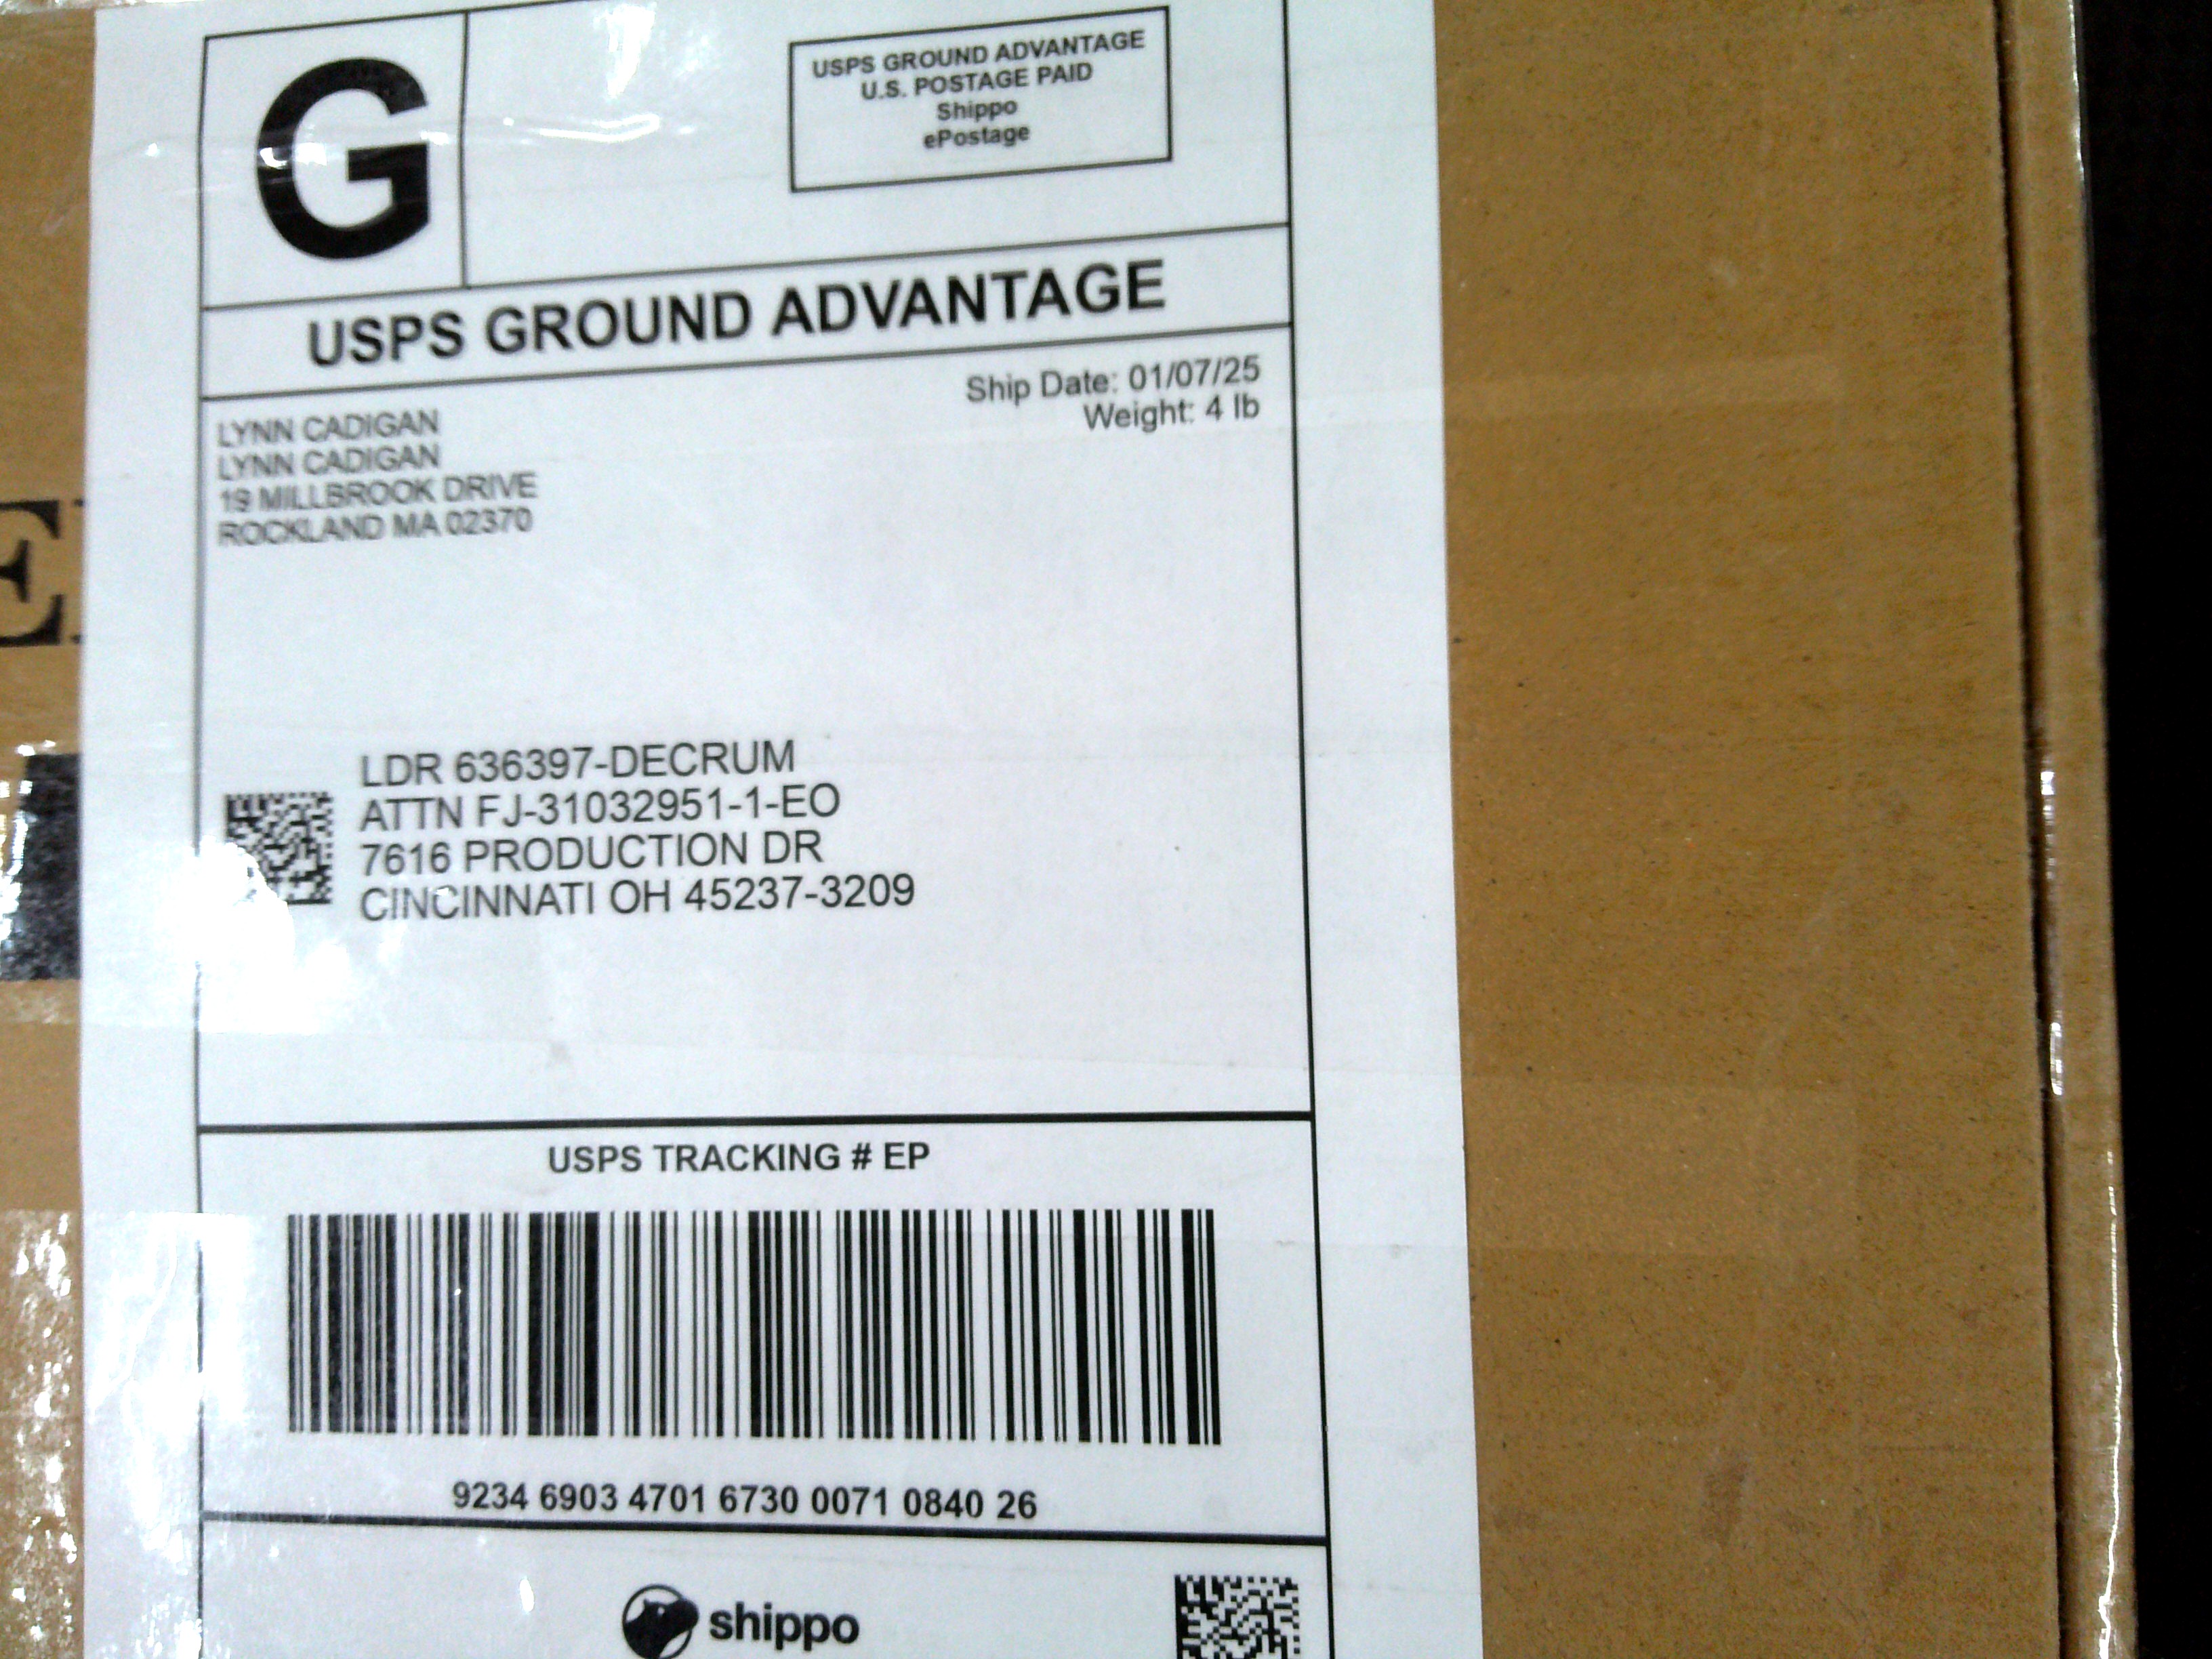 G
USPS GROUND ADVANTAGE
U.S. POSTAGE PAID
Shippo
ePostage
USPS GROUND ADVANTAGE
Ship Date: 01/07/25
Weight: 4 lb
LYNN CADIGAN
LYNN CADIGAN
19 MILLBROOK DRIVE
ROCKLAND MA 02370
LDR 636397-DECRUM
ATTN FJ-31032951-1-EO
7616 PRODUCTION DR
CINCINNATI OH 45237-3209
USPS TRACKING # EP
9234 6903 4701 6730 0071 0840 26
shippo